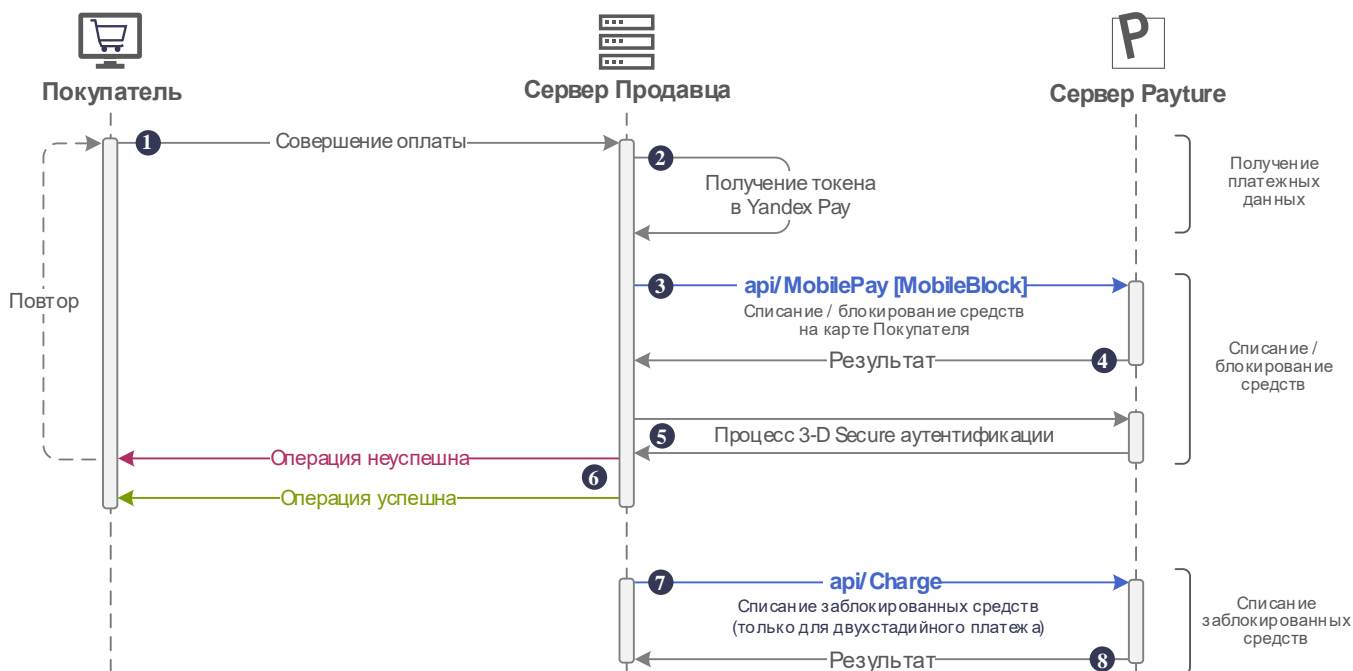 P
Покупатель
Сервер Продавца
Сервер Payture
1
Совершение оплаты
2
Получение токена
в Yandex Pay
Получение
платежных
данных
Повтор
3
api/MobilePay [MobileBlock]
Списание / блокирование средств
на карте Покупателя
Результат
4
Списание /
блокирование
средств
5
Процесс 3-D Secure аутентификации
Операция неуспешна
6
Операция успешна
7
api/Charge
Списание заблокированных средств
(только для двухстадийного платежа)
Результат
8
Списание
заблокированных
средств